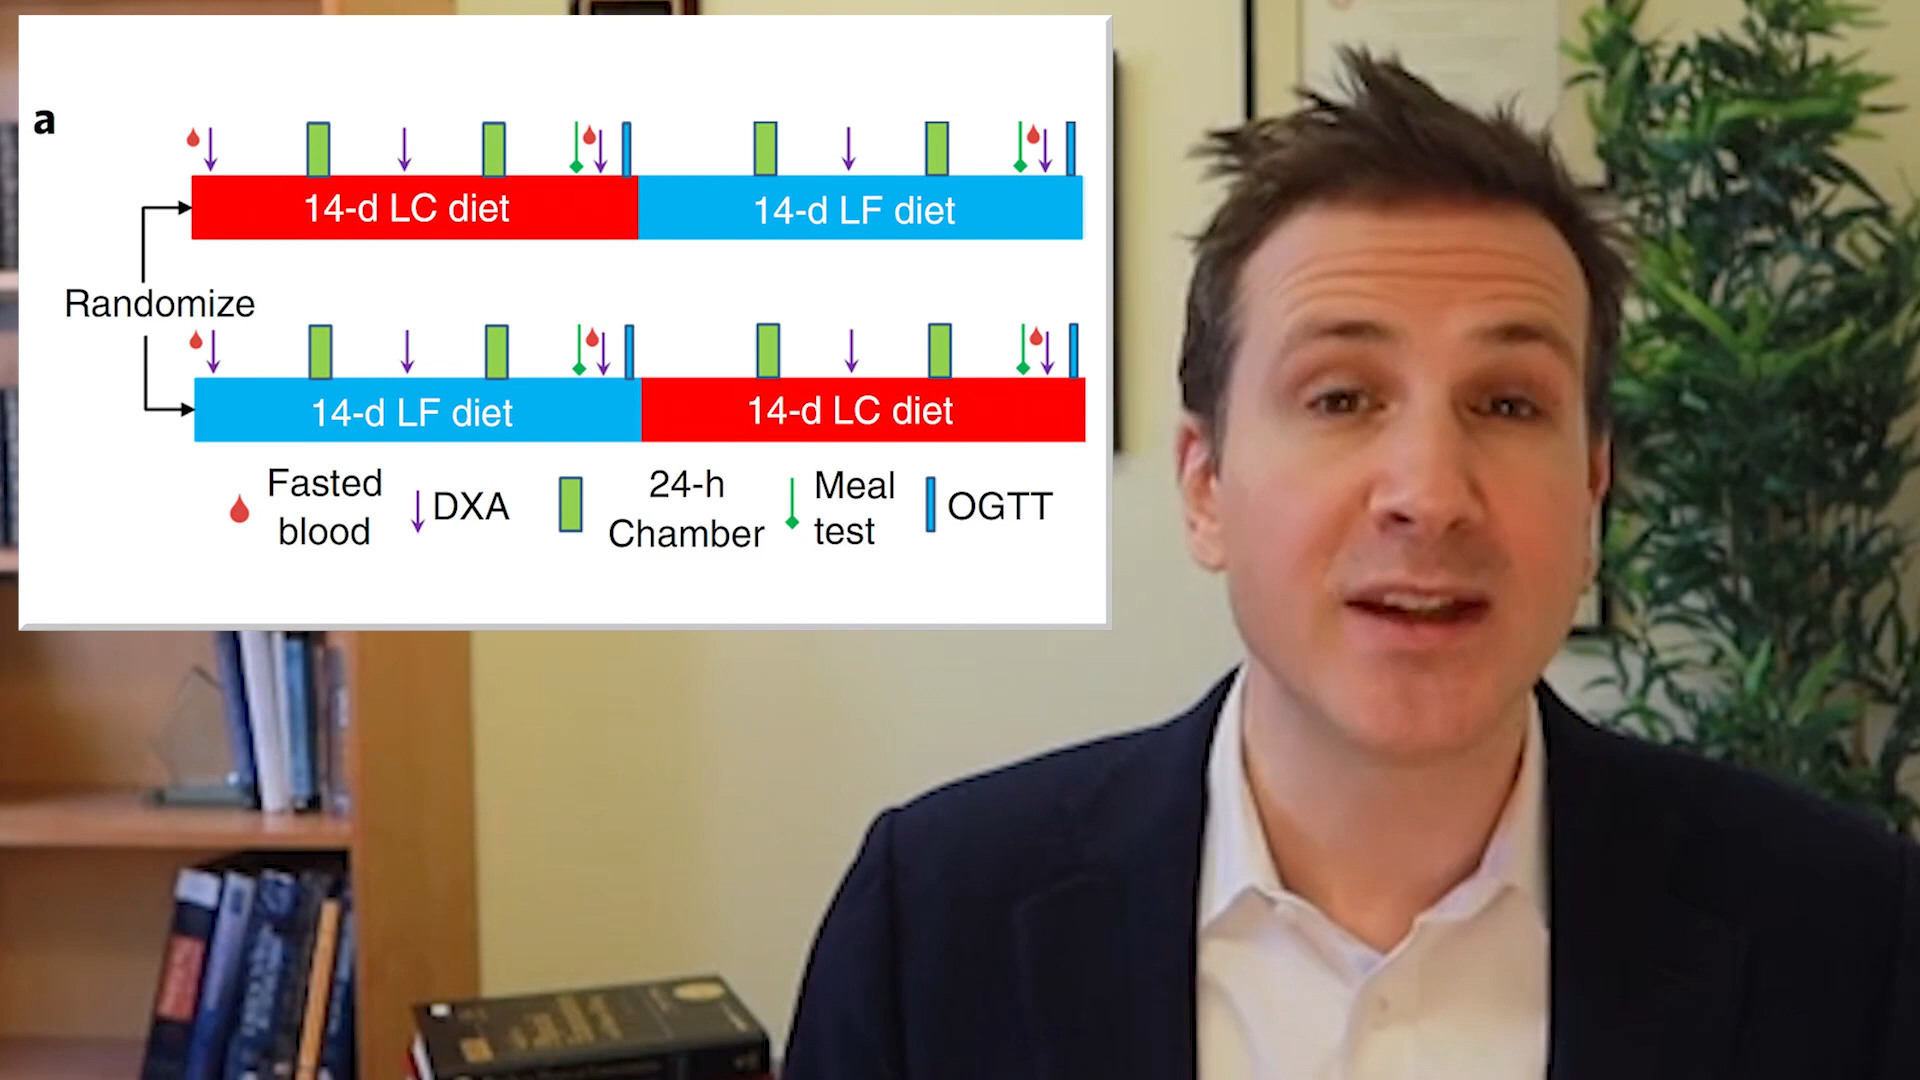 a
14-d LC diet
14-d LF diet
Randomize
14-d LF diet
14-d LC diet
Fasted
blood
DXA
24-h
Chamber
Meal
test
OGTT